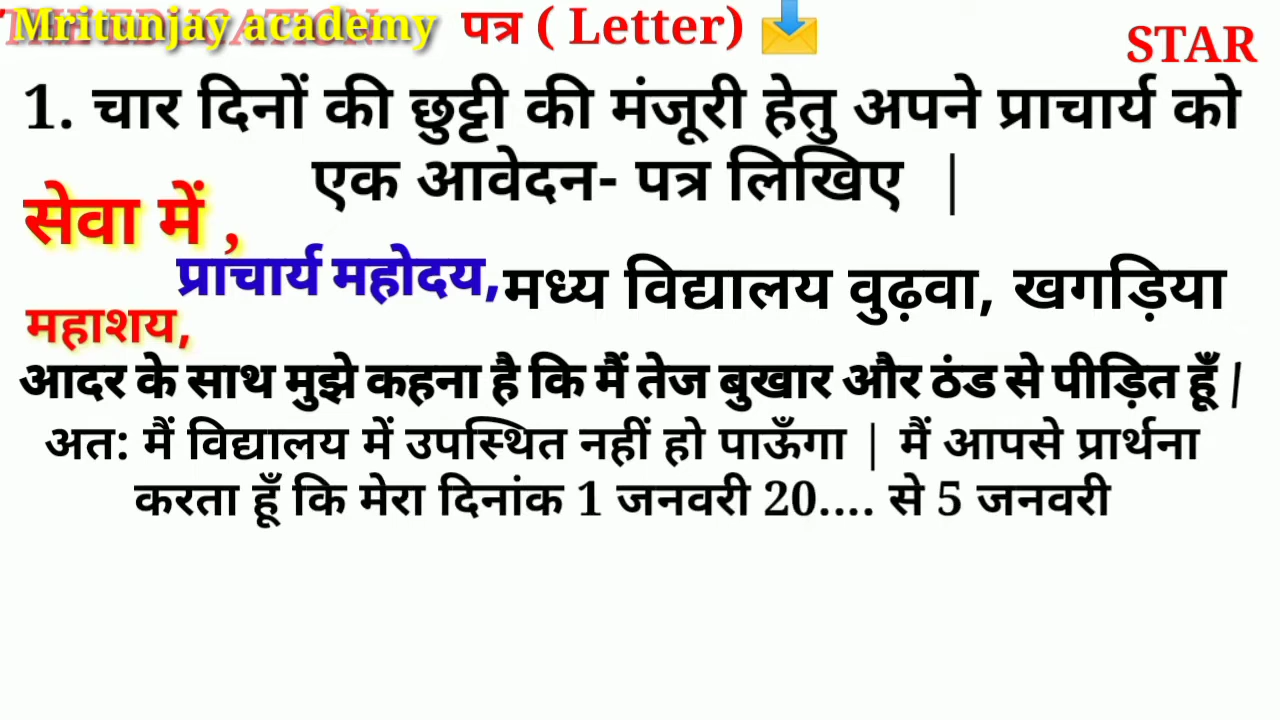 Mritunjay academy पत्र ( Letter)
STAR
1. चार दिनों की छुट्टी की मंजूरी हेतु अपने प्राचार्य को
एक आवेदन- पत्र लिखिए |
सेवा में ,
प्राचार्य महोदय, मध्य विद्यालय वुढ़वा, खगड़िया
महाशय,
आदर के साथ मुझे कहना है कि मैं तेज बुखार और ठंड से पीड़ित हूँ |
अत: मैं विद्यालय में उपस्थित नहीं हो पाऊँगा | मैं आपसे प्रार्थना
करता हूँ कि मेरा दिनांक 1 जनवरी 20.... से 5 जनवरी